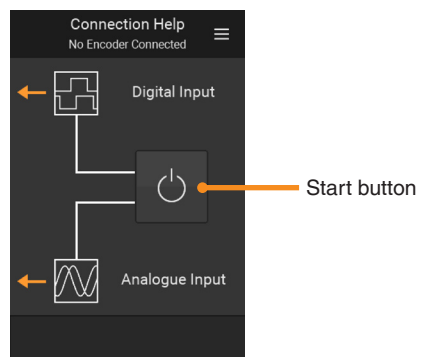 Connection Help
No Encoder Connected
Digital Input
Start button
Analogue Input